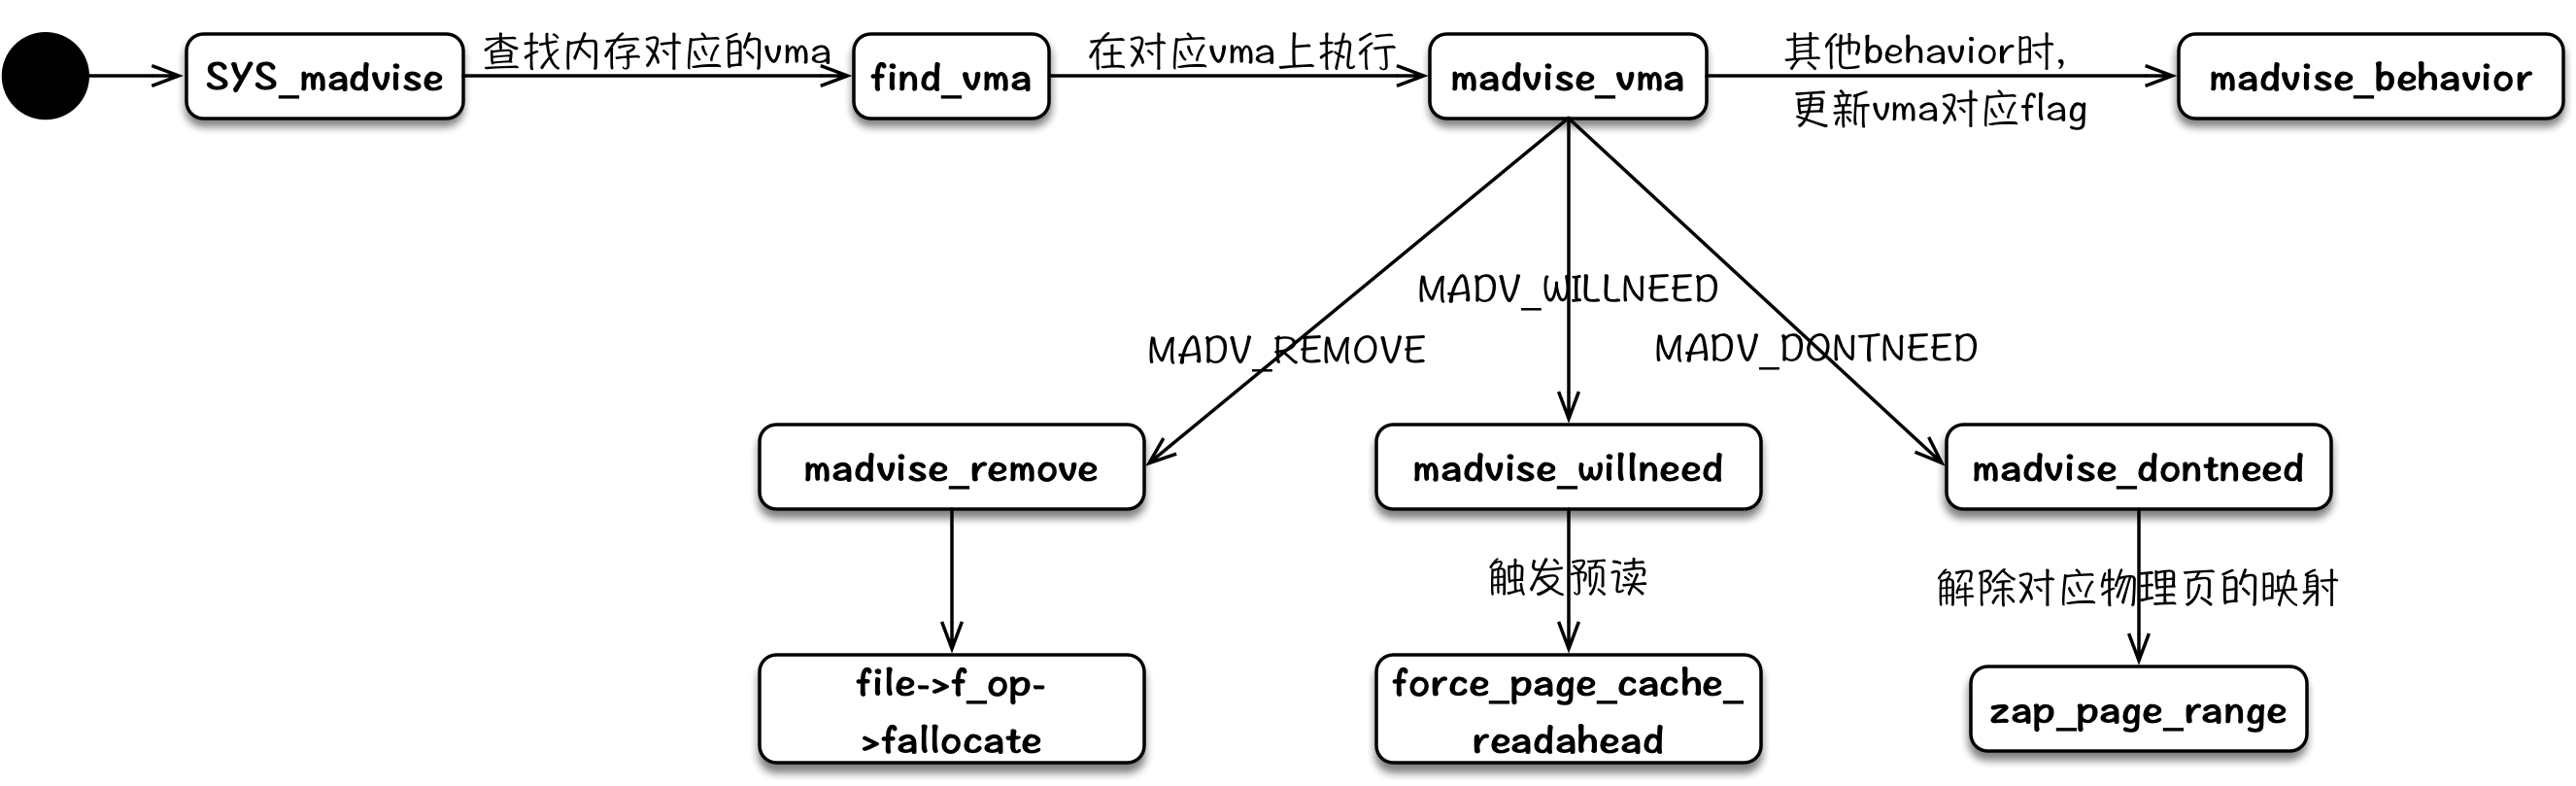 SYS_madvise
查找内存对应的vma
find_vma
在对应vma上执行
madvise_vma
其他behavior时,
更新vma对应flag
madvise_behavior
MADV_WILLNEED
MADV_REMOVE
MADV_DONTNEED
madvise_remove
madvise_willneed
madvise_dontneed
触发预读
解除对应物理页的映射
file->f_op-
>fallocate
force_page_cache_
readahead
zap_page_range